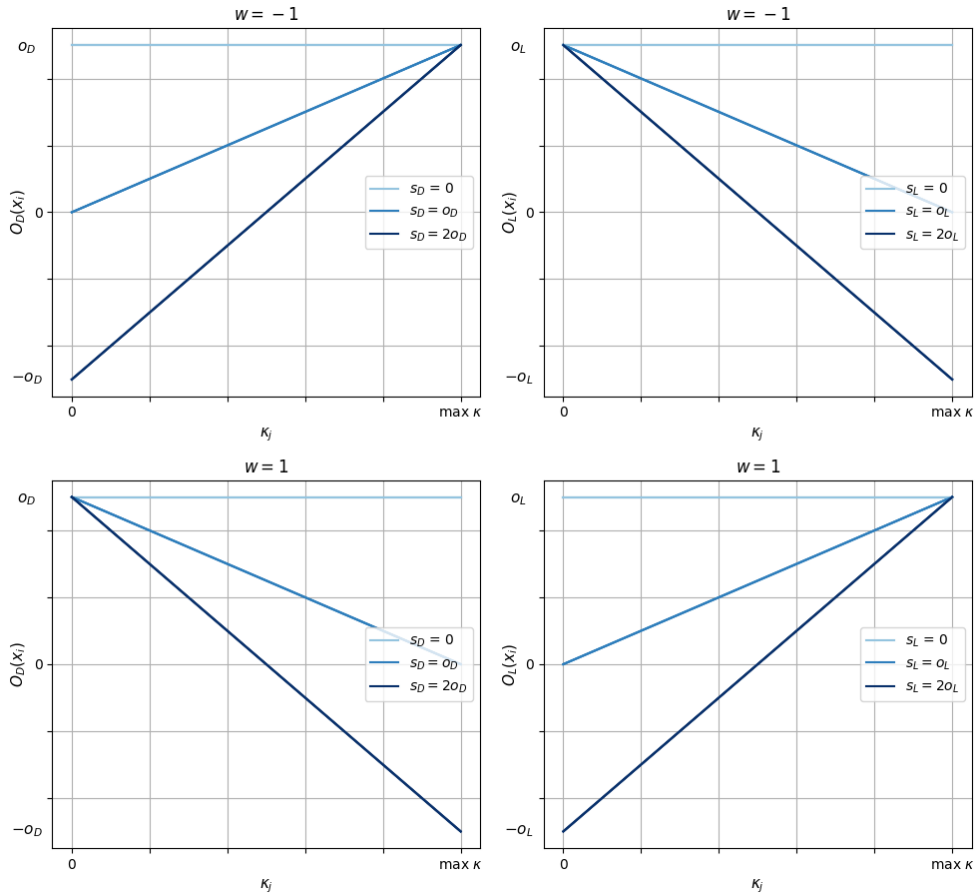 w = −1
o_D
0
−o_D
O_D(x_i)
s_D = 0
s_D = o_D
s_D = 2o_D
0
max κ
κ_j
w = −1
o_L
0
−o_L
O_L(x_i)
s_L = 0
s_L = o_L
s_L = 2o_L
0
max κ
κ_j
w = 1
o_D
0
−o_D
O_D(x_i)
s_D = 0
s_D = o_D
s_D = 2o_D
0
max κ
κ_j
w = 1
o_L
0
−o_L
O_L(x_i)
s_L = 0
s_L = o_L
s_L = 2o_L
0
max κ
κ_j